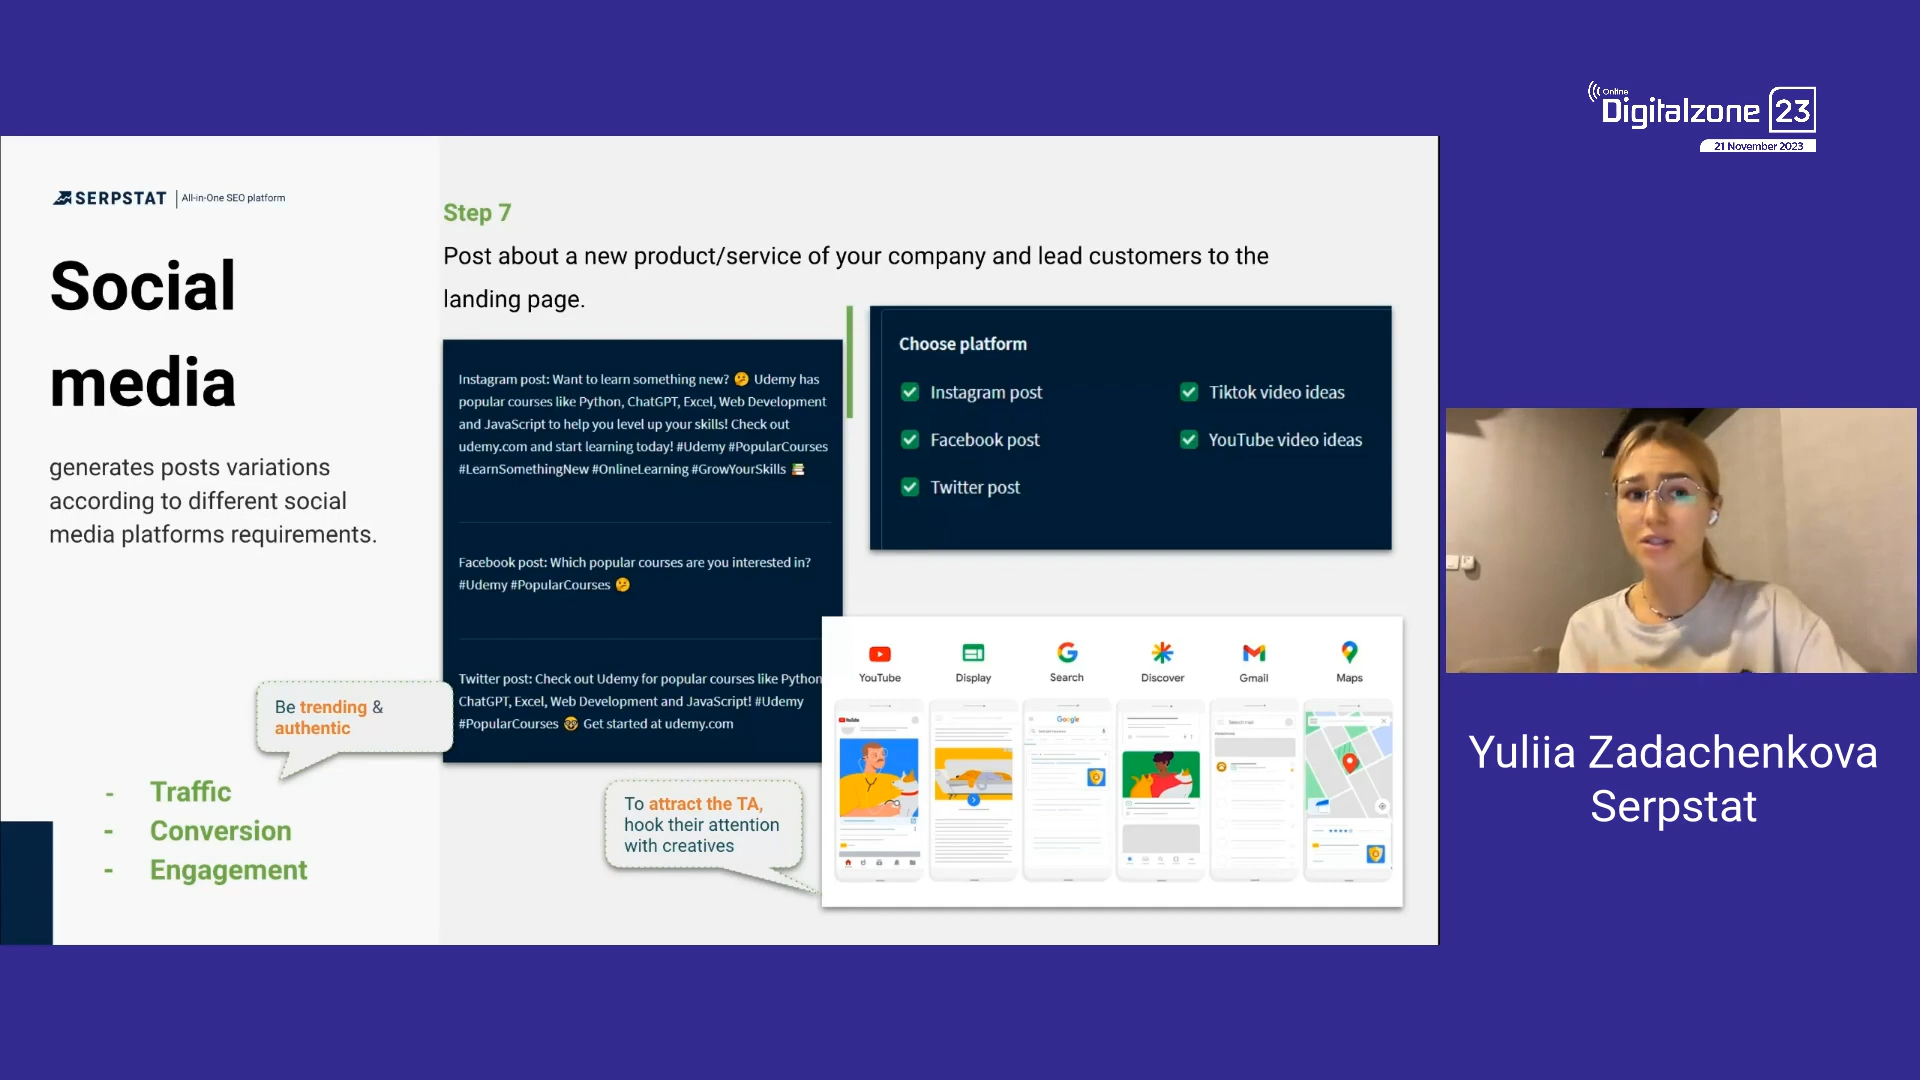 Online
Digitalzone 23
21 November 2023
SERPSTAT All-in-One SEO platform
Social
media
generates posts variations
according to different social
media platforms requirements.
Be trending &
authentic
- Traffic
- Conversion
- Engagement
Step 7
Post about a new product/service of your company and lead customers to the
landing page.
Instagram post: Want to learn something new? 🤔 Udemy has
popular courses like Python, ChatGPT, Excel, Web Development
and JavaScript to help you level up your skills! Check out
udemy.com and start learning today! #Udemy #PopularCourses
#LearnSomethingNew #OnlineLearning #GrowYourSkills 📚
Facebook post: Which popular courses are you interested in?
#Udemy #PopularCourses 🤔
Twitter post: Check out Udemy for popular courses like Python
ChatGPT, Excel, Web Development and JavaScript! #Udemy
#PopularCourses 🤓 Get started at udemy.com
Choose platform
Instagram post
Facebook post
Twitter post
Tiktok video ideas
YouTube video ideas
To attract the TA,
hook their attention
with creatives
YouTube Display Search Discover Gmail Maps
YouTube
Google
Yuliia Zadachenkova
Serpstat